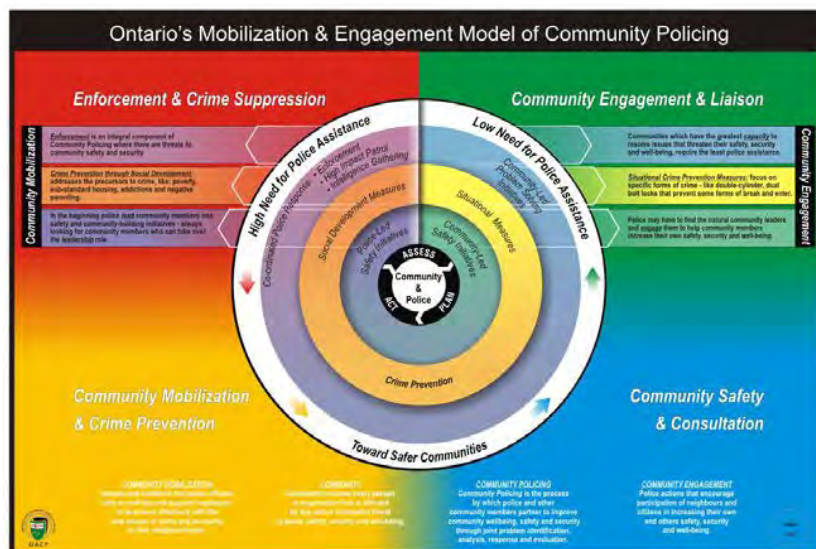 Ontario's Mobilization & Engagement Model of Community Policing
Enforcement & Crime Suppression
Community Engagement & Liaison
Community Mobilization
Enforcement is an integral component of
Community Policing where there are threats to
community safety and security.
Crime Prevention through Social Development
addresses the precursors to crime, like: poverty,
sub-standard housing, addictions and negative
parenting.
In the beginning police lead community members into
safety and community-building initiatives - always
looking for community members who can take over
the leadership role.
High Need for Police Assistance
Co-ordinated Police Response
• Enforcement
• High Impact Patrol
• Intelligence Gathering
Social Development Measures
Police-Led
Safety Initiatives
Low Need for Police Assistance
Community-Led
Problem Solving
Initiatives
Situational Measures
Community-Led
Safety Initiatives
ASSESS
Community
&
Police
ACT
PLAN
Crime Prevention
Toward Safer Communities
Communities which have the greatest capacity to
resolve issues that threaten their safety, security
and well-being, require the least police assistance.
Situational Crime Prevention Measures: focus on
specific forms of crime - like double-cylinder, dual
bolt locks that prevent some forms of break and enter.
Police may have to find the natural community leaders
and engage them to help community members
increase their own safety, security and well-being.
Community Engagement
Community Mobilization
& Crime Prevention
Community Safety
& Consultation
COMMUNITY MOBILIZATION
COMMUNITY
COMMUNITY POLICING
Community Policing is the process
by which police and other
community members partner to improve
community wellbeing, safety and security
through joint problem identification,
analysis, response and evaluation.
COMMUNITY ENGAGEMENT
Police actions that encourage
participation of neighbours and
citizens in increasing their own
and others safety, security
and well-being.
OACP